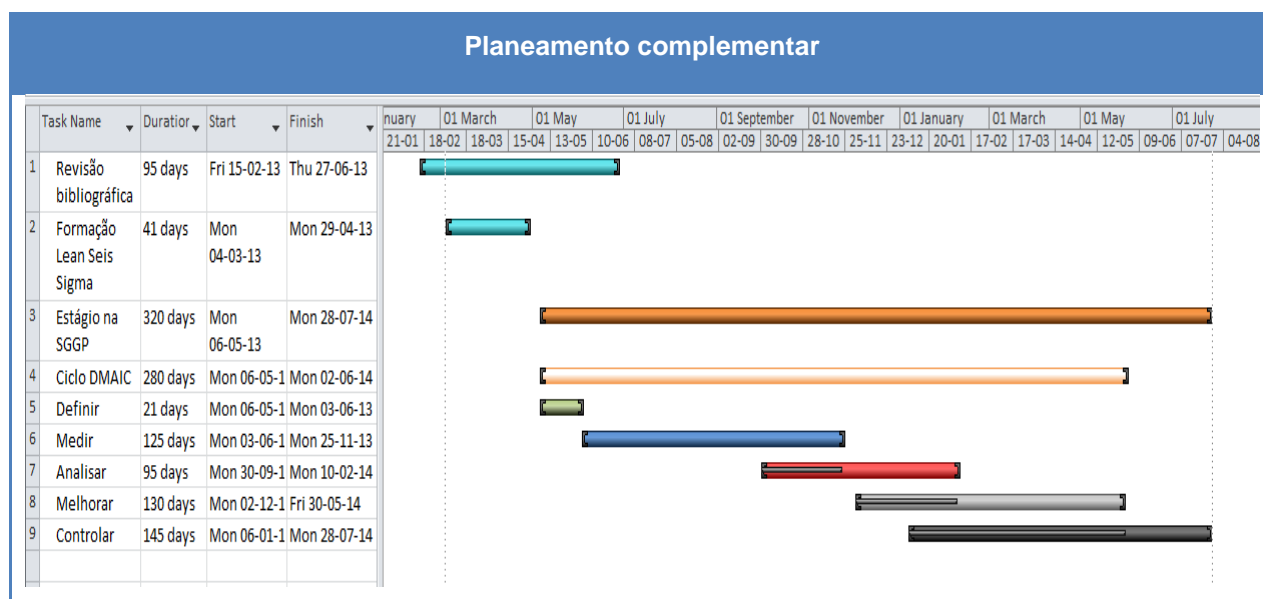 Planeamento complementar
Task Name Duratior Start Finish
nuary 01 March 01 May 01 July 01 September 01 November 01 January 01 March 01 May 01 July
21-01 18-02 18-03 15-04 13-05 10-06 08-07 05-08 02-09 30-09 28-10 25-11 23-12 20-01 17-02 17-03 14-04 12-05 09-06 07-07 04-08
1 Revisão 95 days Fri 15-02-13 Thu 27-06-13
bibliográfica
2 Formação 41 days Mon Mon 29-04-13
Lean Seis 04-03-13
Sigma
3 Estágio na 320 days Mon Mon 28-07-14
SGGP 06-05-13
4 Ciclo DMAIC 280 days Mon 06-05-1 Mon 02-06-14
5 Definir 21 days Mon 06-05-1 Mon 03-06-13
6 Medir 125 days Mon 03-06-1 Mon 25-11-13
7 Analisar 95 days Mon 30-09-1 Mon 10-02-14
8 Melhorar 130 days Mon 02-12-1 Fri 30-05-14
9 Controlar 145 days Mon 06-01-1 Mon 28-07-14